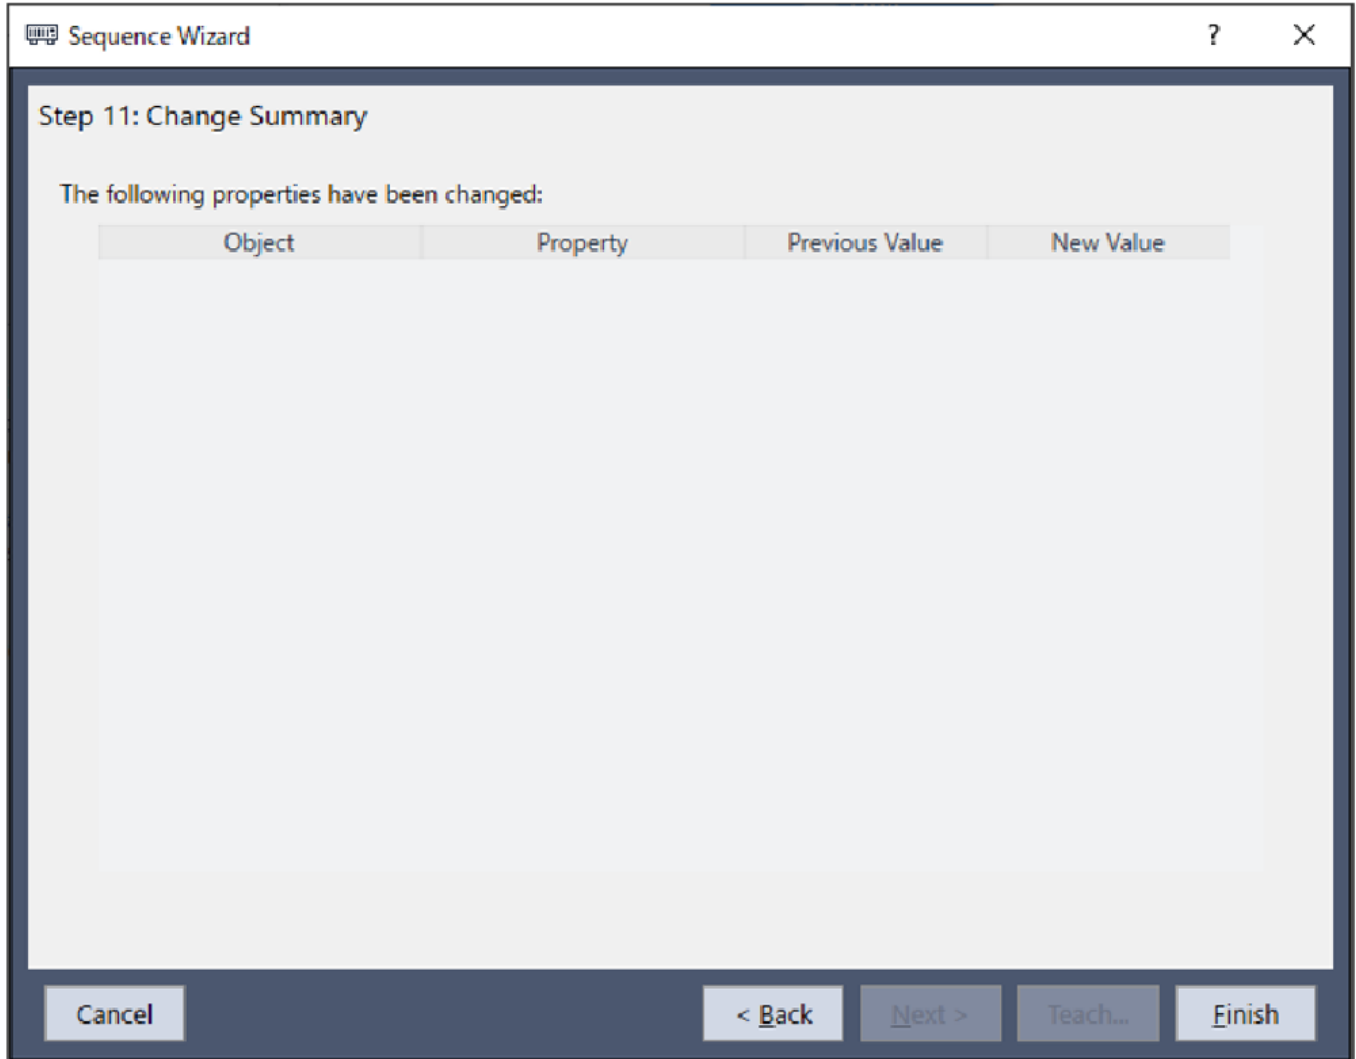 Sequence Wizard ?
Step 11: Change Summary
The following properties have been changed:
Object Property Previous Value New Value
Cancel < Back Next > Teach... Finish